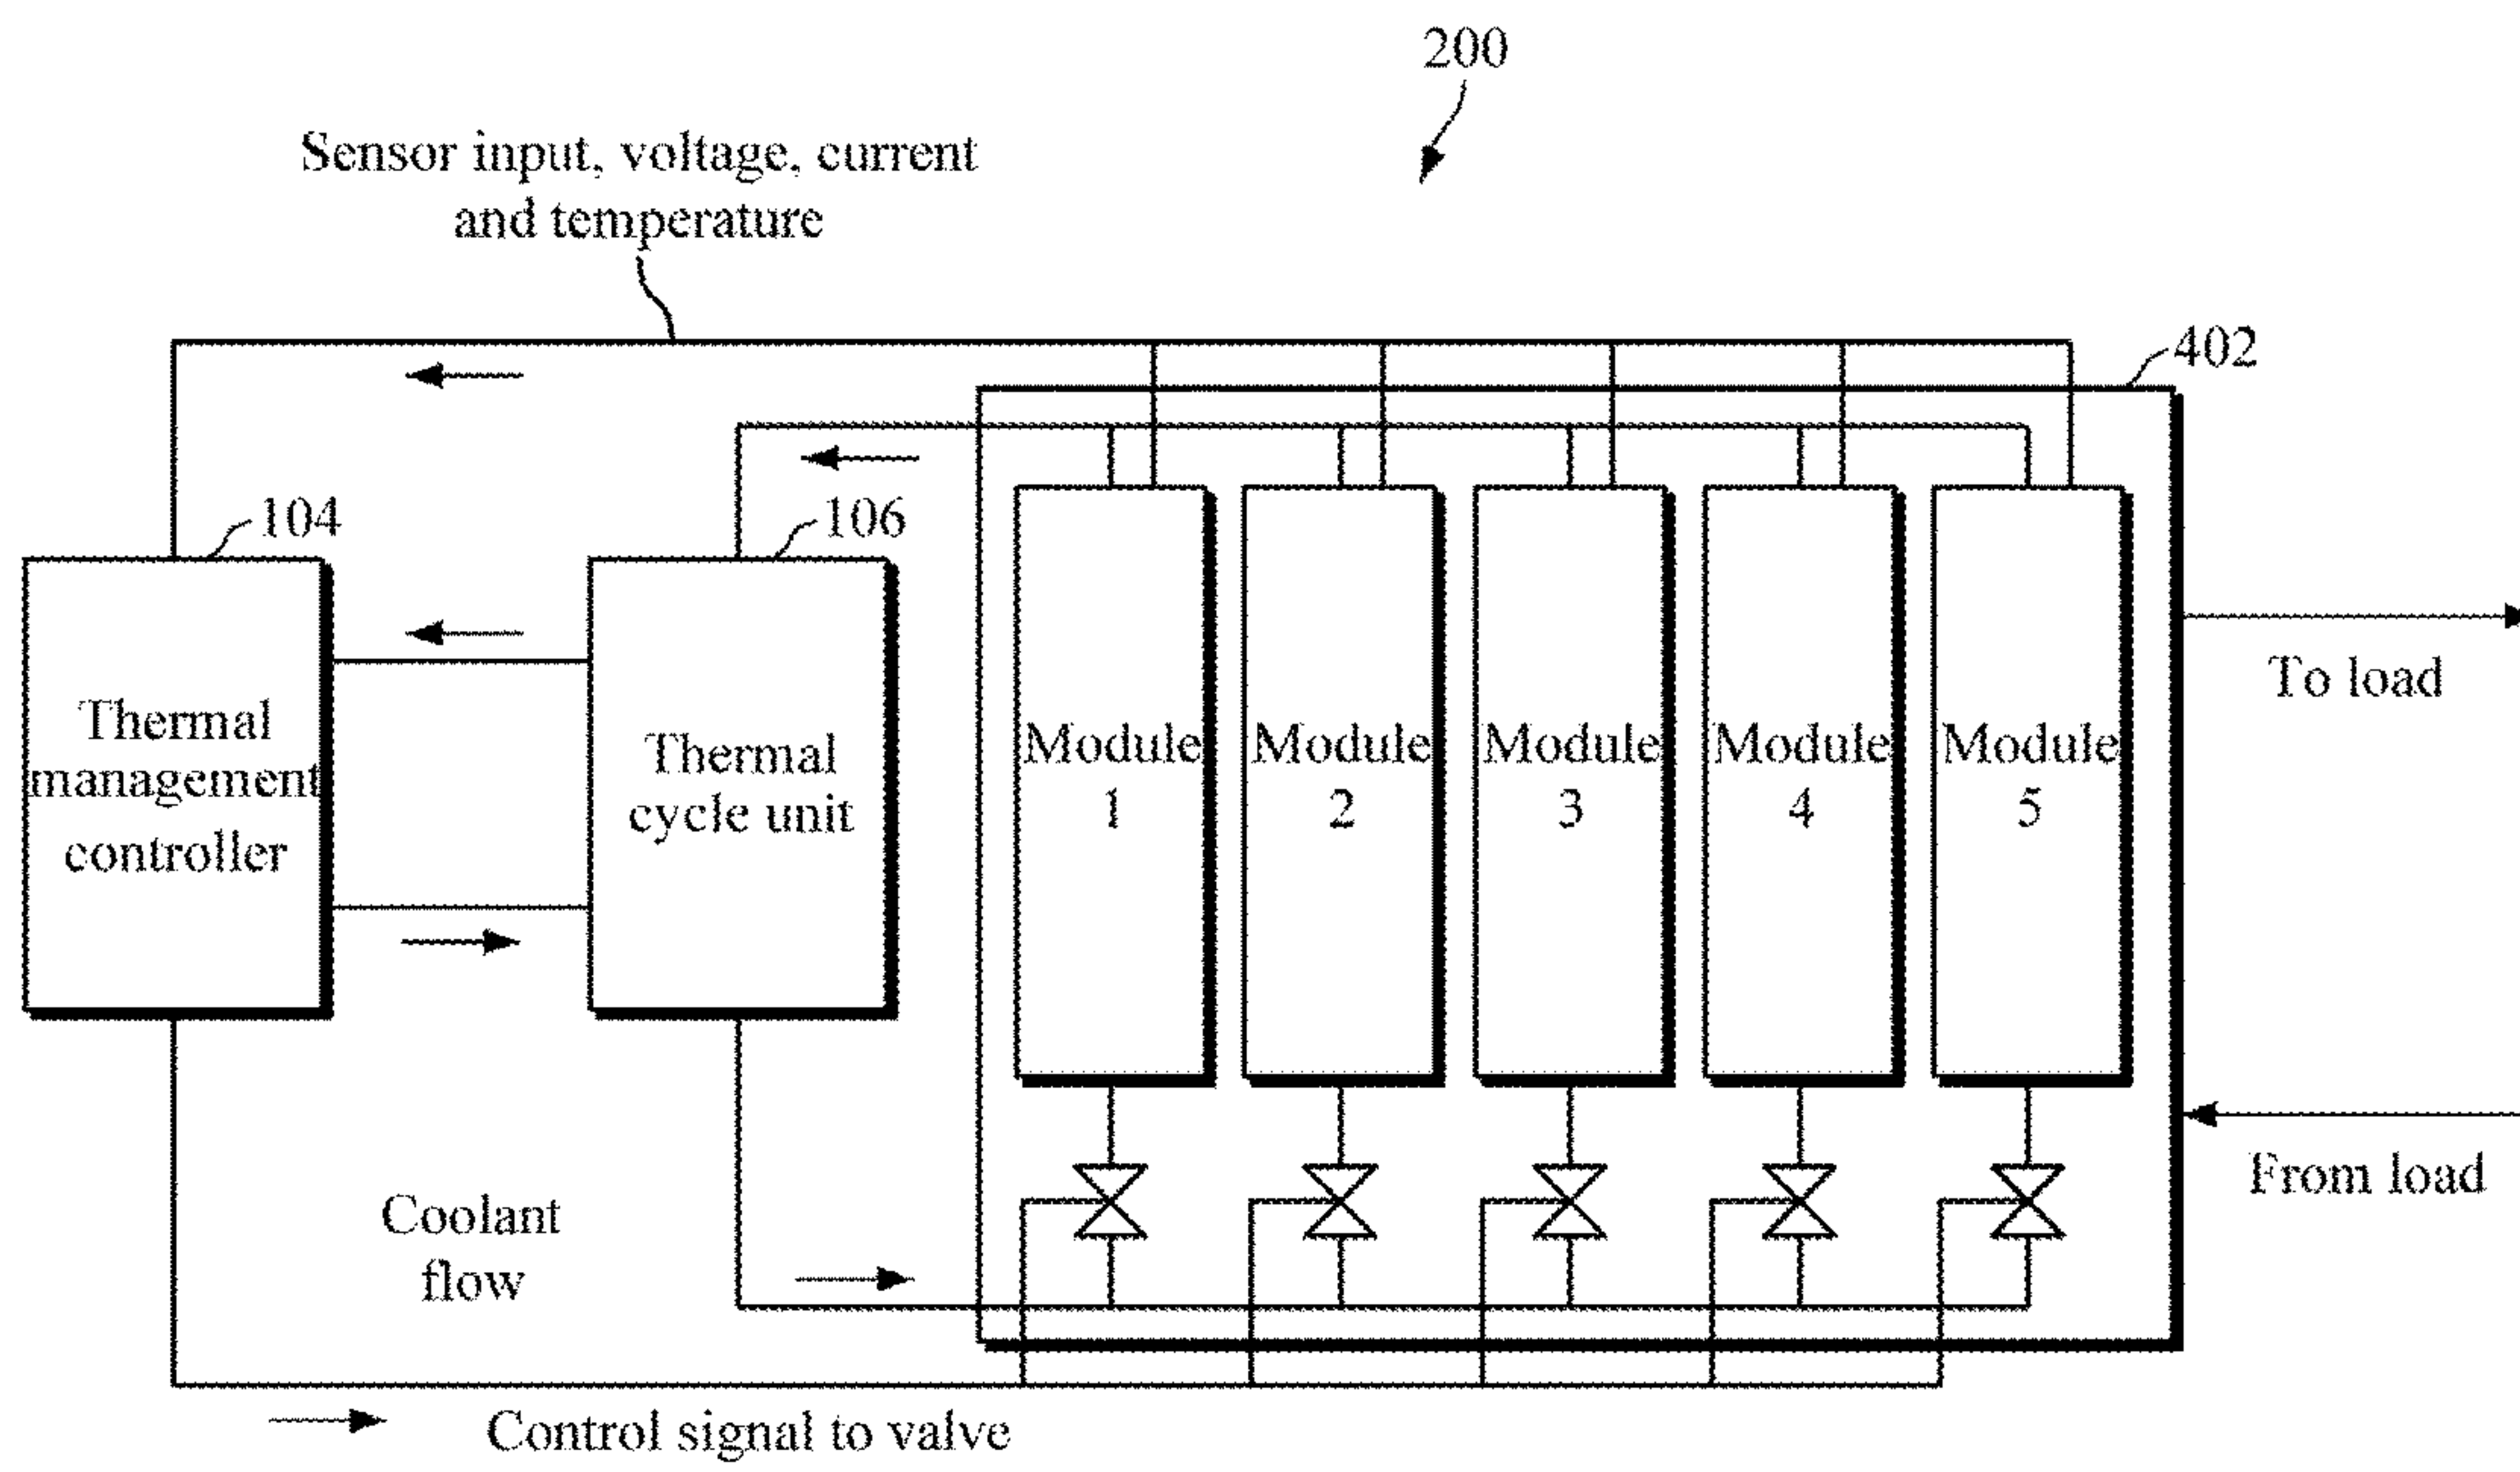 200
Sensor input, voltage, current
and temperature
402
104
106
Thermal
management
controller
Thermal
cycle unit
Module
1
Module
2
Module
3
Module
4
Module
5
To load
From load
Coolant
flow
Control signal to valve